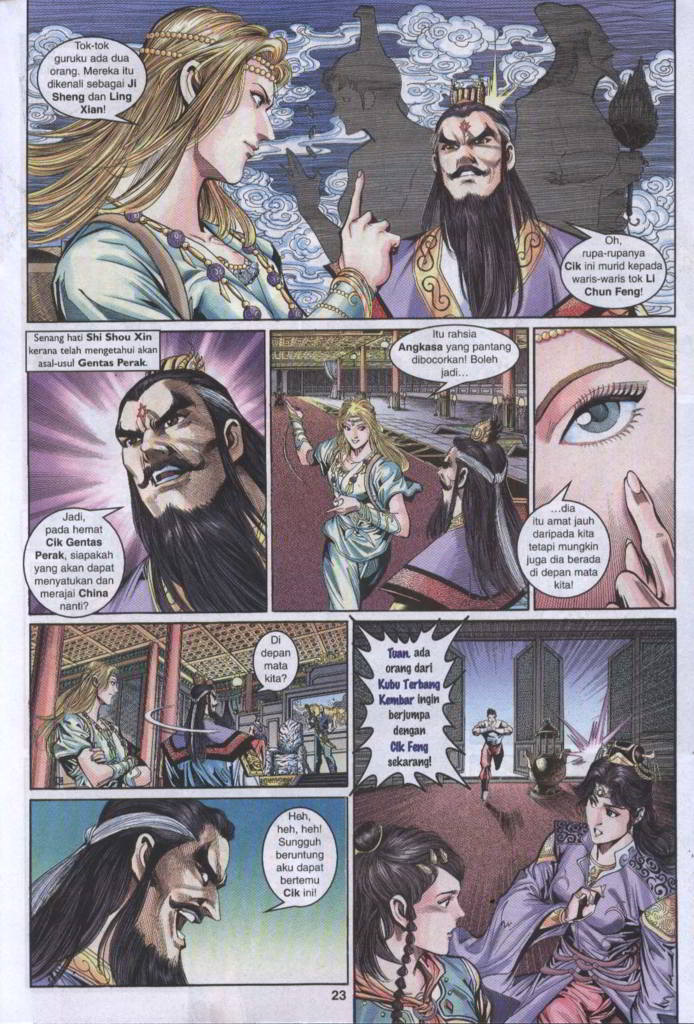 Tok-tok
guruku ada dua
orang. Mereka itu
dikenali sebagai Ji
Sheng dan Ling
Xian!
Oh,
rupa-rupanya
Cik ini murid kepada
waris-waris tok Li
Chun Feng!
Senang hati Shi Shou Xin
kerana telah mengetahui akan
asal-usul Gentas Perak.
Jadi,
pada hemat
Cik Gentas
Perak, siapakah
yang akan dapat
menyatukan dan
merajai China
nanti?
Itu rahsia
Angkasa yang pantang
dibocorkan! Boleh
jadi...
...dia
itu amat jauh
daripada kita
tetapi mungkin
juga dia berada
di depan mata
kita!
Di
depan
mata
kita?
Heh,
heh, heh!
Sungguh
beruntung
aku dapat
bertemu
Cik ini!
Tuan, ada
orang dari
Kubu Terbang
Kembar ingin
berjumpa
dengan
Cik Feng
sekarang!
23